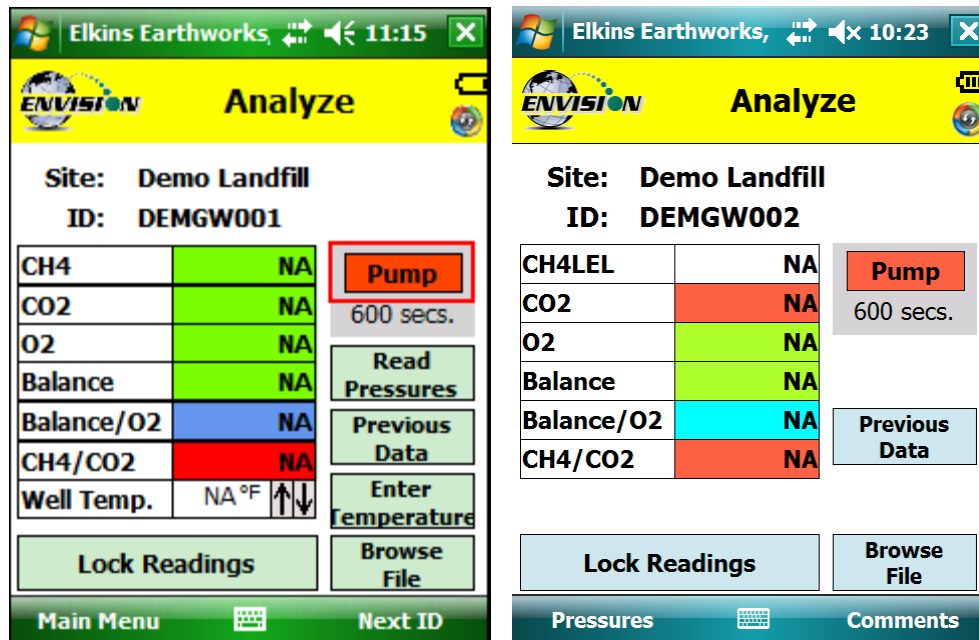 Elkins Earthworks, 11:15
ENVISION Analyze
Site: Demo Landfill
ID: DEMGW001
CH4 NA
CO2 NA
O2 NA
Balance NA
Balance/O2 NA
CH4/CO2 NA
Well Temp. NA°F
Pump
600 secs.
Read
Pressures
Previous
Data
Enter
Temperature
Lock Readings
Browse
File
Main Menu Next ID
Elkins Earthworks, 10:23
ENVISION Analyze
Site: Demo Landfill
ID: DEMGW002
CH4LEL NA
CO2 NA
O2 NA
Balance NA
Balance/O2 NA
CH4/CO2 NA
Pump
600 secs.
Previous
Data
Lock Readings
Browse
File
Pressures Comments